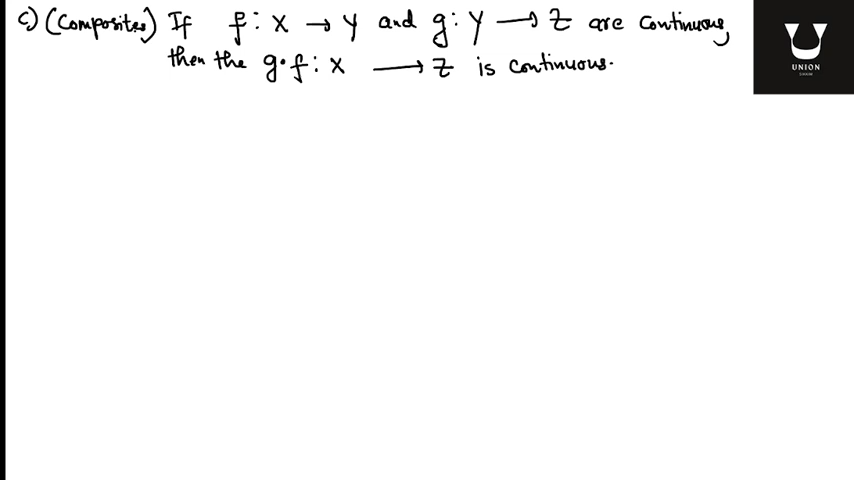 c) (Composites) If f : X → Y and g : Y → Z are continuous,
then the g∘f : X → Z is continuous.
UNION